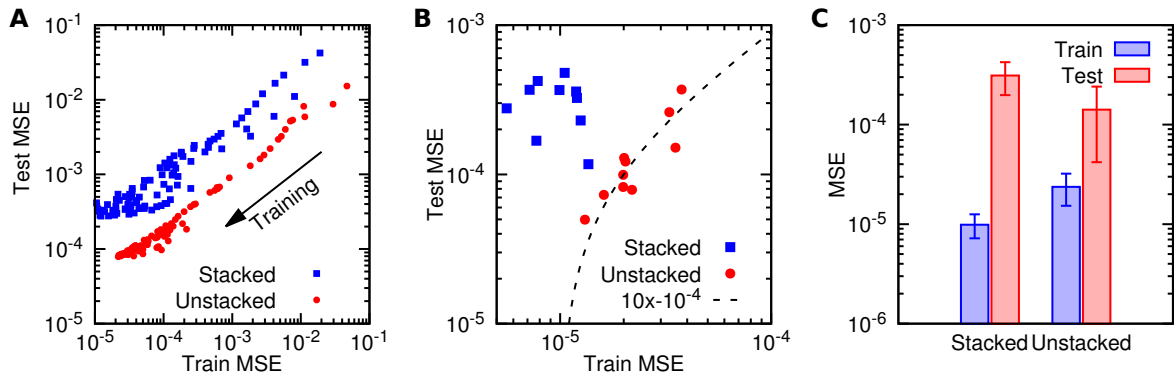 A
Test MSE
10⁻¹
10⁻²
10⁻³
10⁻⁴
10⁻⁵
10⁻⁵ 10⁻⁴ 10⁻³ 10⁻² 10⁻¹
Train MSE
Training
Stacked
Unstacked
B
Test MSE
10⁻³
10⁻⁴
10⁻⁵
10⁻⁵ 10⁻⁴
Train MSE
Stacked
Unstacked
10x-10⁻⁴
C
MSE
10⁻³
10⁻⁴
10⁻⁵
10⁻⁶
Train
Test
Stacked Unstacked